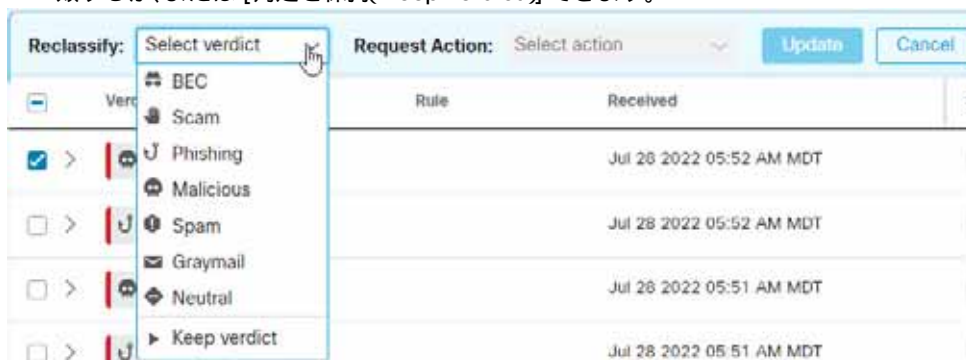 Reclassify: Select verdict Request Action: Select action Update Cancel
Verd Rule Received
BEC
Scam
Phishing
Malicious
Spam
Graymail
Neutral
Keep verdict
Jul 28 2022 05:52 AM MDT
Jul 28 2022 05:52 AM MDT
Jul 28 2022 05:51 AM MDT
Jul 28 2022 05:51 AM MDT